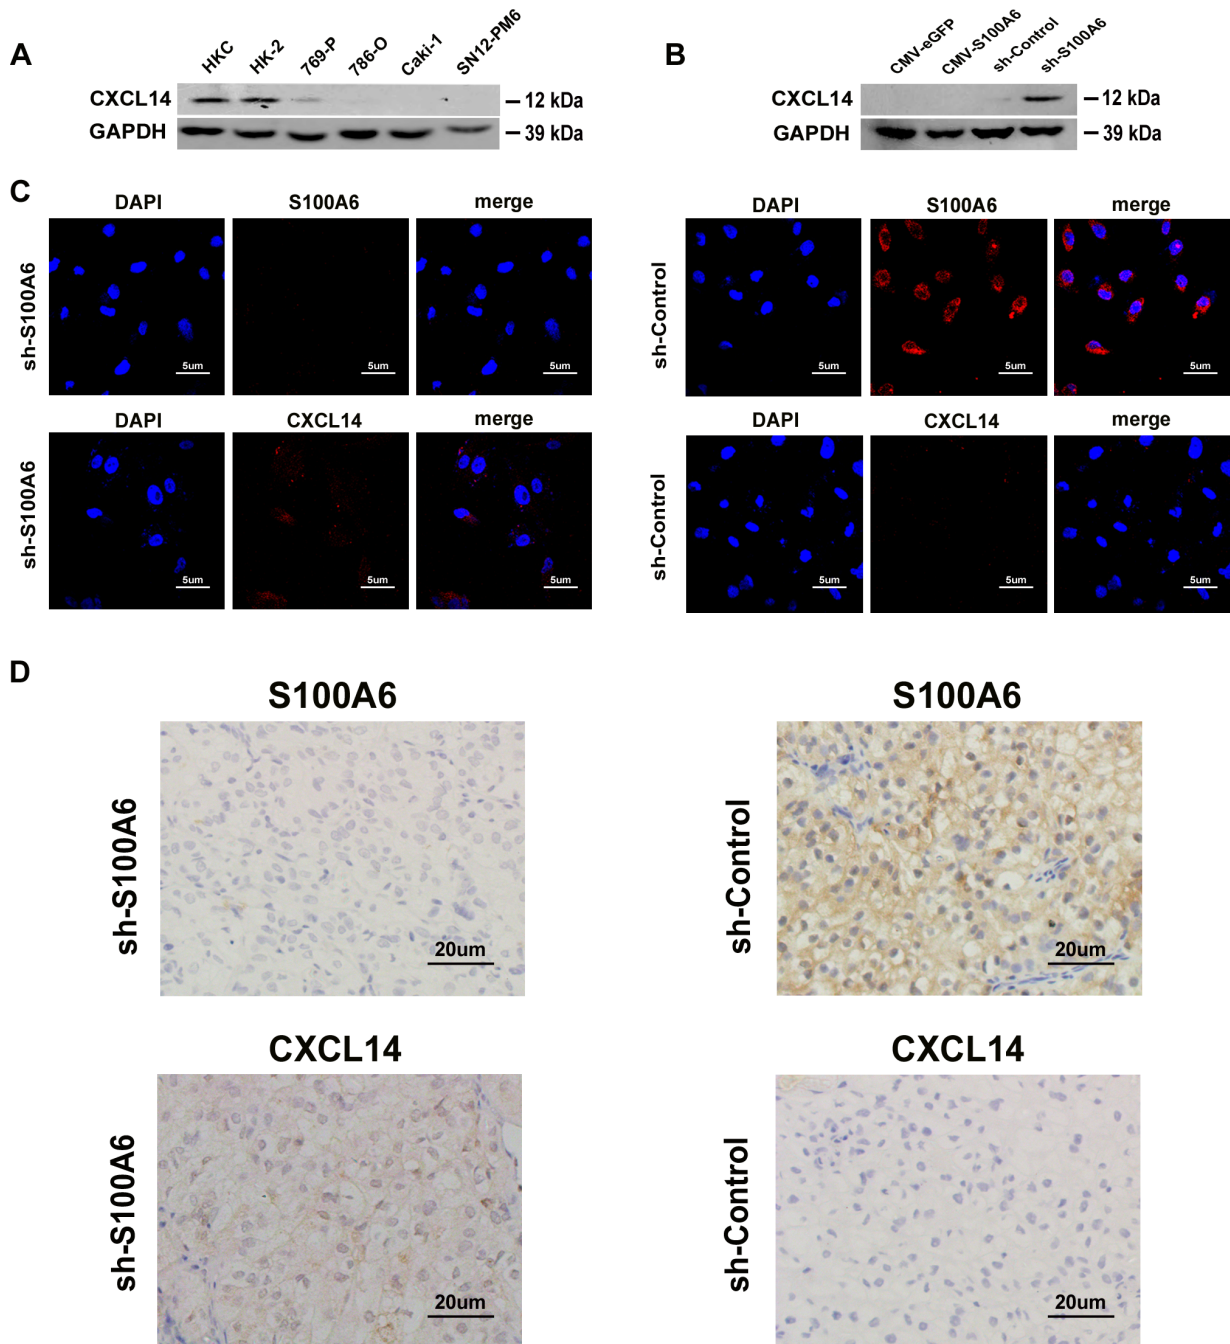 A
HKC HK-2 769-P 786-O Caki-1 SN12-PM6
CXCL14 12 kDa
GAPDH 39 kDa
B
CMV-eGFP CMV-S100A6 sh-Control sh-S100A6
CXCL14 12 kDa
GAPDH 39 kDa
C
DAPI S100A6 merge
sh-S100A6
5um 5um 5um
DAPI CXCL14 merge
sh-S100A6
5um 5um 5um
DAPI S100A6 merge
sh-Control
5um 5um 5um
DAPI CXCL14 merge
sh-Control
5um 5um 5um
D
S100A6
sh-S100A6
20um
S100A6
sh-Control
20um
CXCL14
sh-S100A6
20um
CXCL14
sh-Control
20um